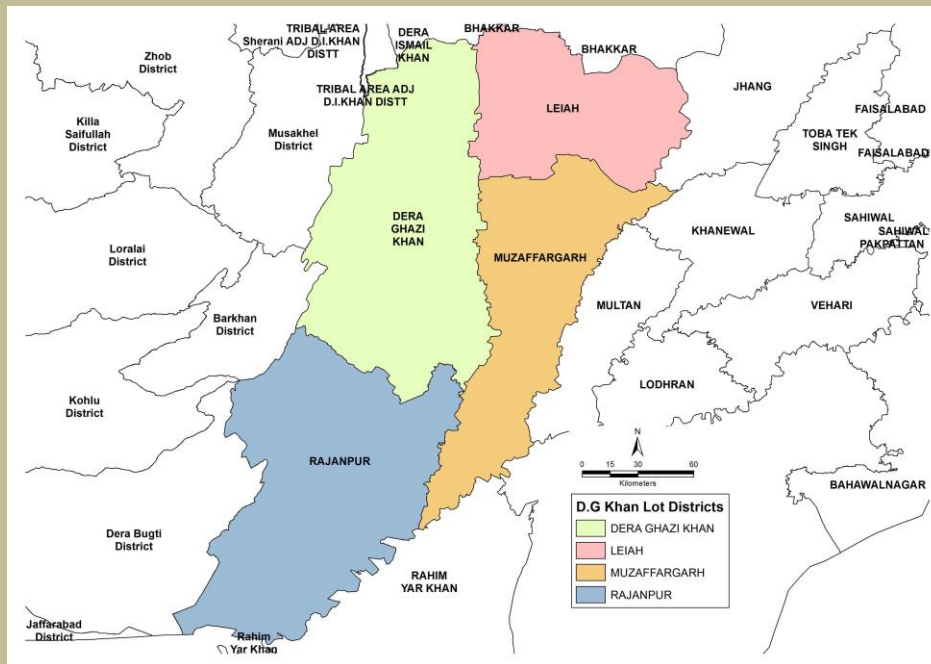 TRIBAL AREA
Sherani ADJ D.I.KHAN
DISTT
DERA
ISMAIL
KHAN
BHAKKAR
BHAKKAR
Zhob
District
TRIBAL AREA ADJ
D.I.KHAN DISTT
JHANG
LEIAH
FAISALABAD
Killa
Saifullah
District
Musakhel
District
TOBA TEK
SINGH
FAISALABAD
DERA
GHAZI
KHAN
KHANEWAL
SAHIWAL
SAHIWAL
PAKPATTAN
Loralai
District
MUZAFFARGARH
MULTAN
VEHARI
Barkhan
District
LODHRAN
Kohlu
District
RAJANPUR
N
0 15 30 60
Kilometers
BAHAWALNAGAR
D.G Khan Lot Districts
DERA GHAZI KHAN
LEIAH
MUZAFFARGARH
RAJANPUR
Dera Bugti
District
RAHIM
YAR KHAN
Jaffarabad
District
Rahim
Yar Khan